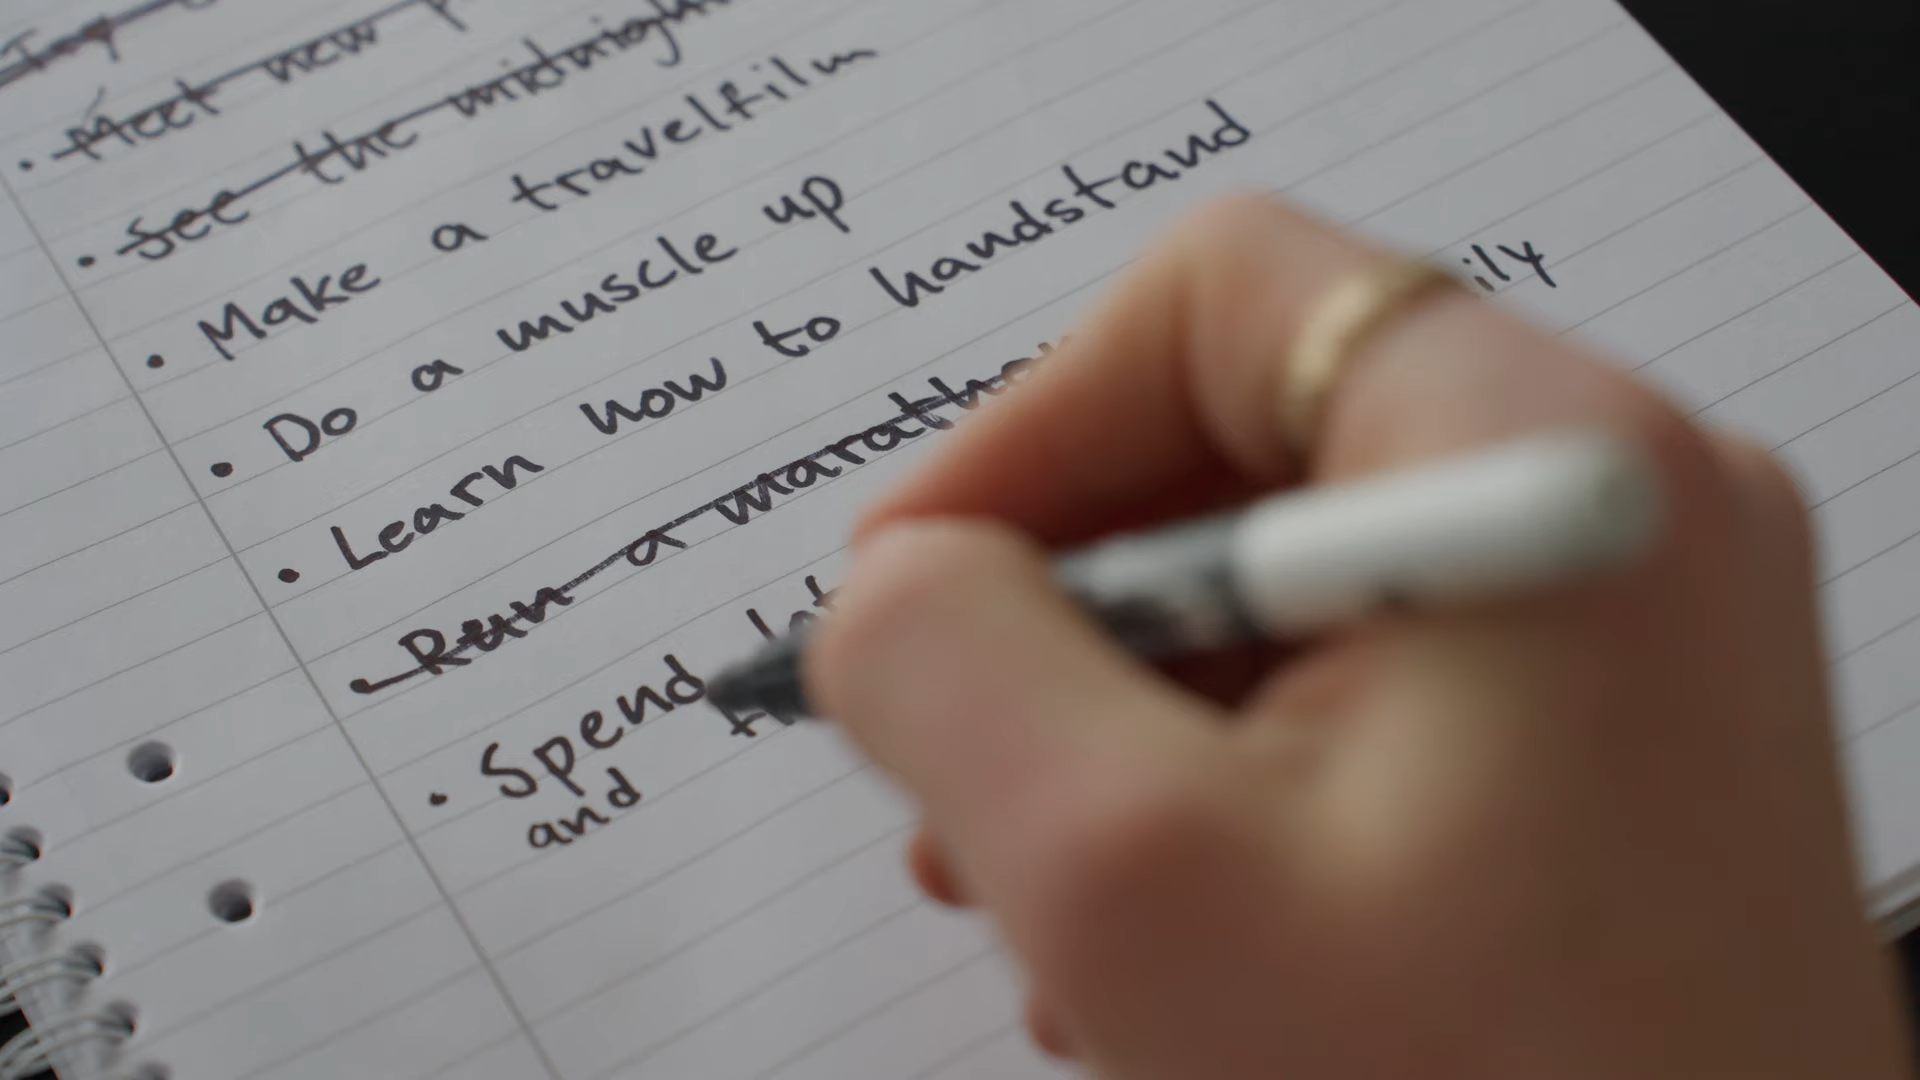 • Meet new
• See the midnight
• Make a travelfilm
• Do a muscle up
• Learn how to handstand
• Run a marathon
• Spend
and